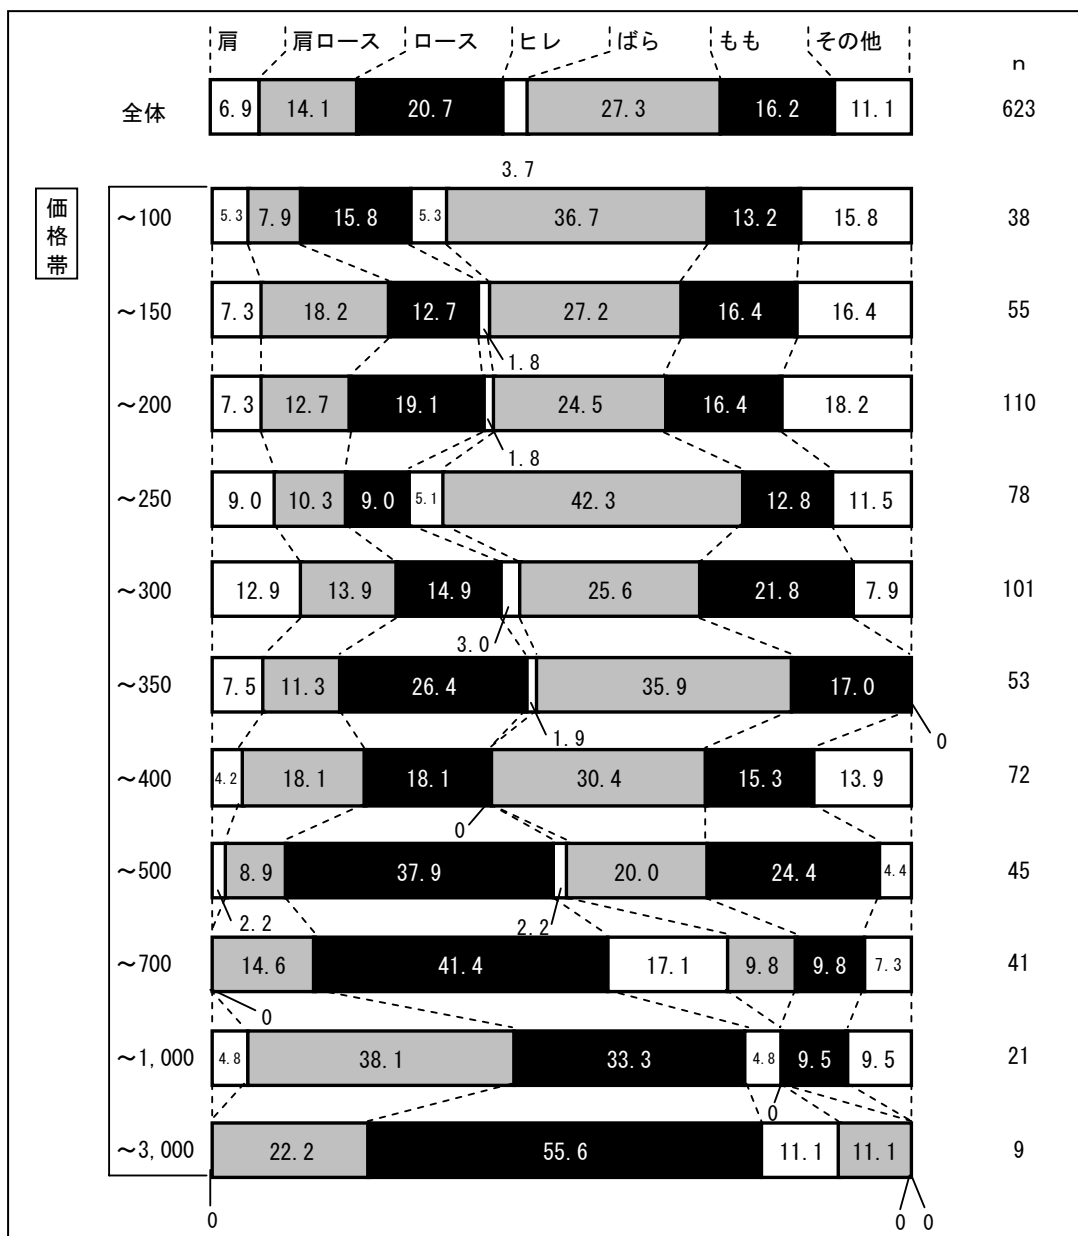 肩 肩ロース ロース ヒレ ばら もも その他
n
全体 6.9 14.1 20.7 27.3 16.2 11.1 623
3.7
価格帯
～100 5.3 7.9 15.8 5.3 36.7 13.2 15.8 38
～150 7.3 18.2 12.7 27.2 16.4 16.4 55
1.8
～200 7.3 12.7 19.1 24.5 16.4 18.2 110
1.8
～250 9.0 10.3 9.0 5.1 42.3 12.8 11.5 78
～300 12.9 13.9 14.9 25.6 21.8 7.9 101
3.0
～350 7.5 11.3 26.4 35.9 17.0 53
1.9 0
～400 4.2 18.1 18.1 30.4 15.3 13.9 72
0
～500 8.9 37.9 20.0 24.4 4.4 45
2.2 2.2
～700 14.6 41.4 17.1 9.8 9.8 7.3 41
0
～1,000 4.8 38.1 33.3 4.8 9.5 9.5 21
0
～3,000 22.2 55.6 11.1 11.1 9
0 0 0